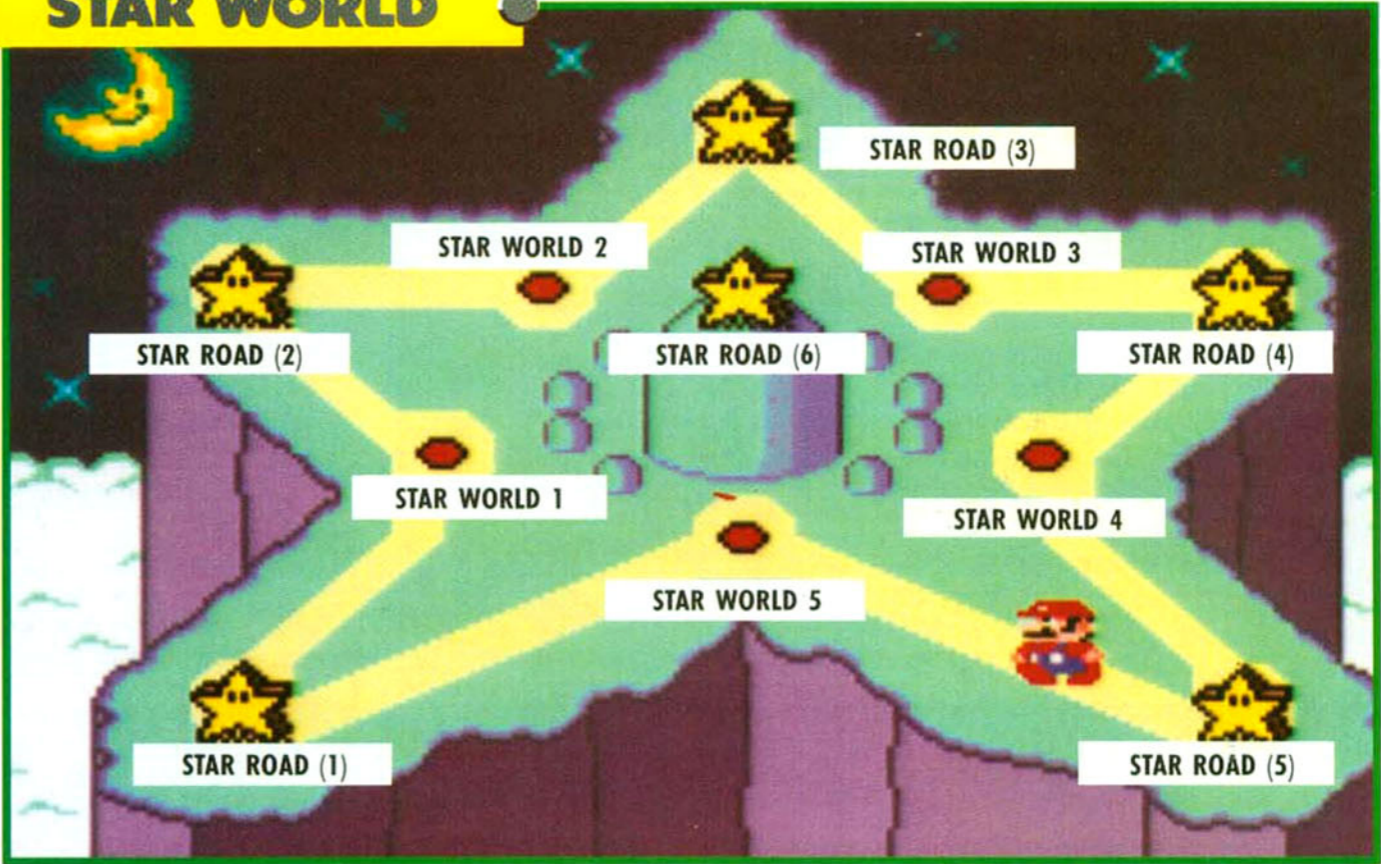 STAR WORLD
STAR ROAD (3)
STAR WORLD 2
STAR WORLD 3
STAR ROAD (2)
STAR ROAD (6)
STAR ROAD (4)
STAR WORLD 1
STAR WORLD 4
STAR WORLD 5
STAR ROAD (1)
STAR ROAD (5)